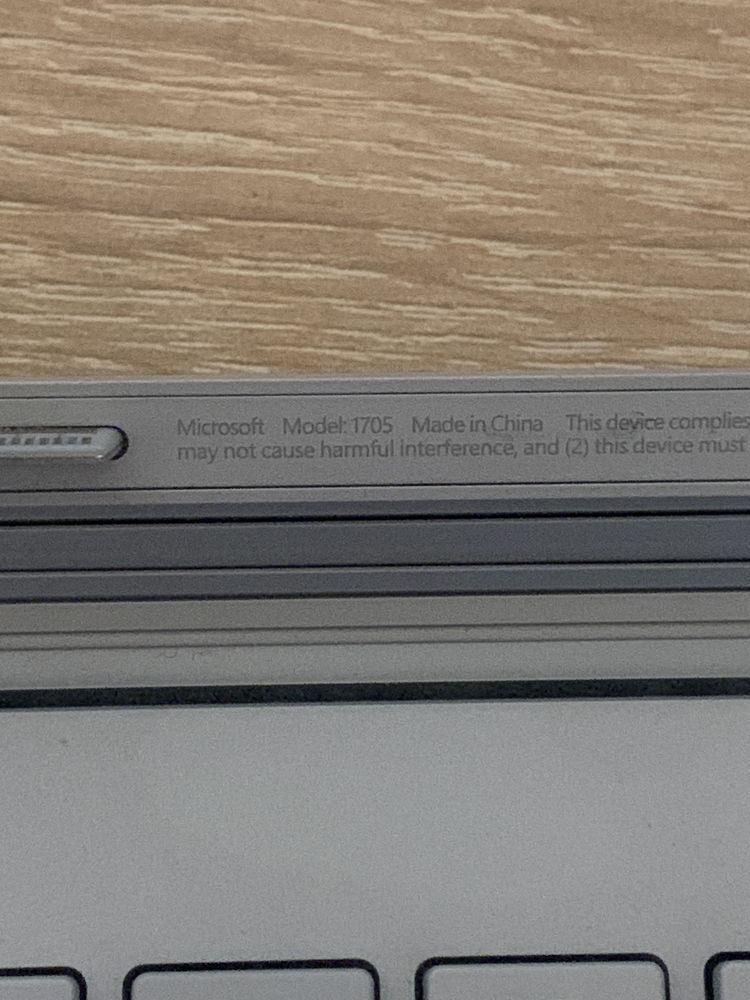 Microsoft Model: 1705 Made in China This device complies
may not cause harmful interference, and (2) this device must